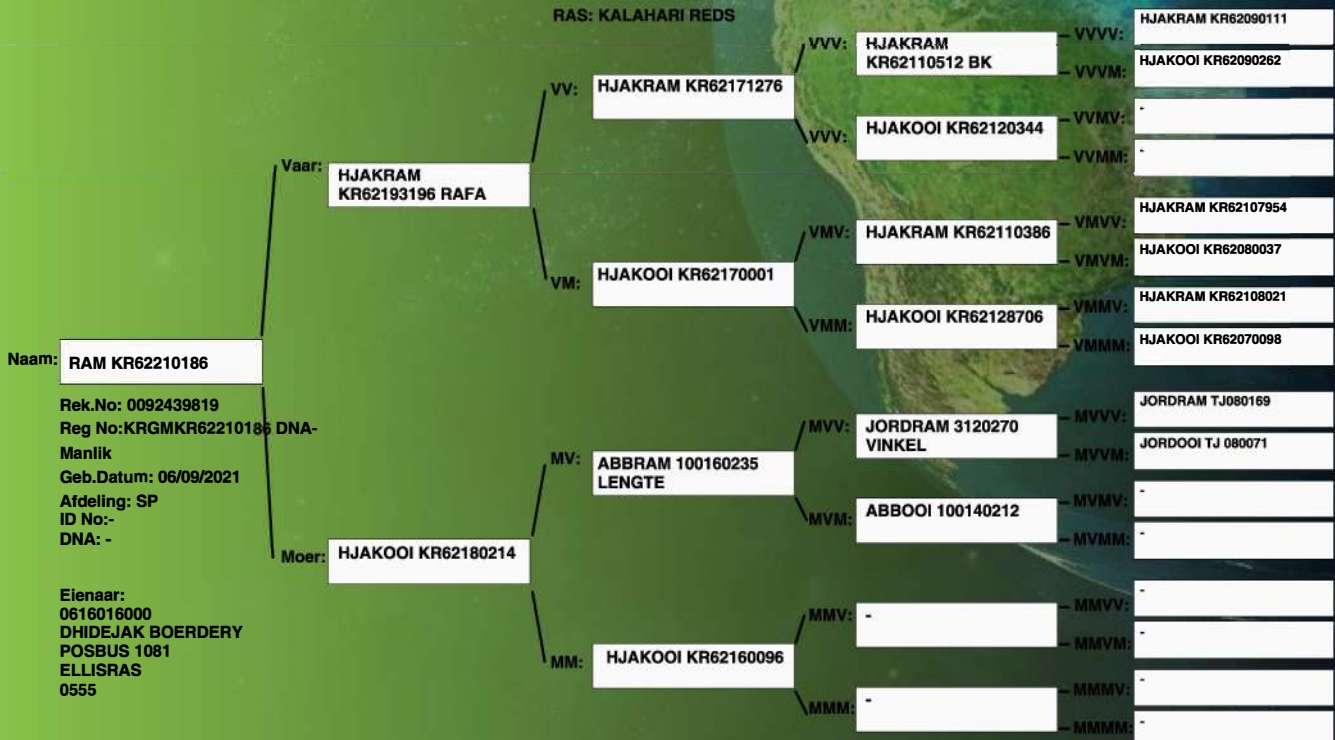 RAS: KALAHARI REDS
Naam: RAM KR62210186
Rek.No: 0092439819
Reg No:KRGMKR62210186 DNA-
Manlik
Geb.Datum: 06/09/2021
Afdeling: SP
ID No:-
DNA: -
Eienaar:
0616016000
DHIDEJAK BOERDERY
POSBUS 1081
ELLISRAS
0555
Vaar: HJAKRAM
KR62193196 RAFA
Moer: HJAKOOI KR62180214
VV: HJAKRAM KR62171276
VM: HJAKOOI KR62170001
MV: ABBRAM 100160235
LENGTE
MM: HJAKOOI KR62160096
VVV: HJAKRAM
KR62110512 BK
VVV: HJAKOOI KR62120344
VMV: HJAKRAM KR62110386
VMM: HJAKOOI KR62128706
MVV: JORDRAM 3120270
VINKEL
MVM: ABBOOI 100140212
MMV: -
MMM: -
VVVV: HJAKRAM KR62090111
VVVM: HJAKOOI KR62090262
VVMV: -
VVMM: -
VMVV: HJAKRAM KR62107954
VMVM: HJAKOOI KR62080037
VMMV: HJAKRAM KR62108021
VMMM: HJAKOOI KR62070098
MVVV: JORDRAM TJ080169
MVVM: JORDOOI TJ 080071
MVMV: -
MVMM: -
MMVV: -
MMVM: -
MMMV: -
MMMM: -